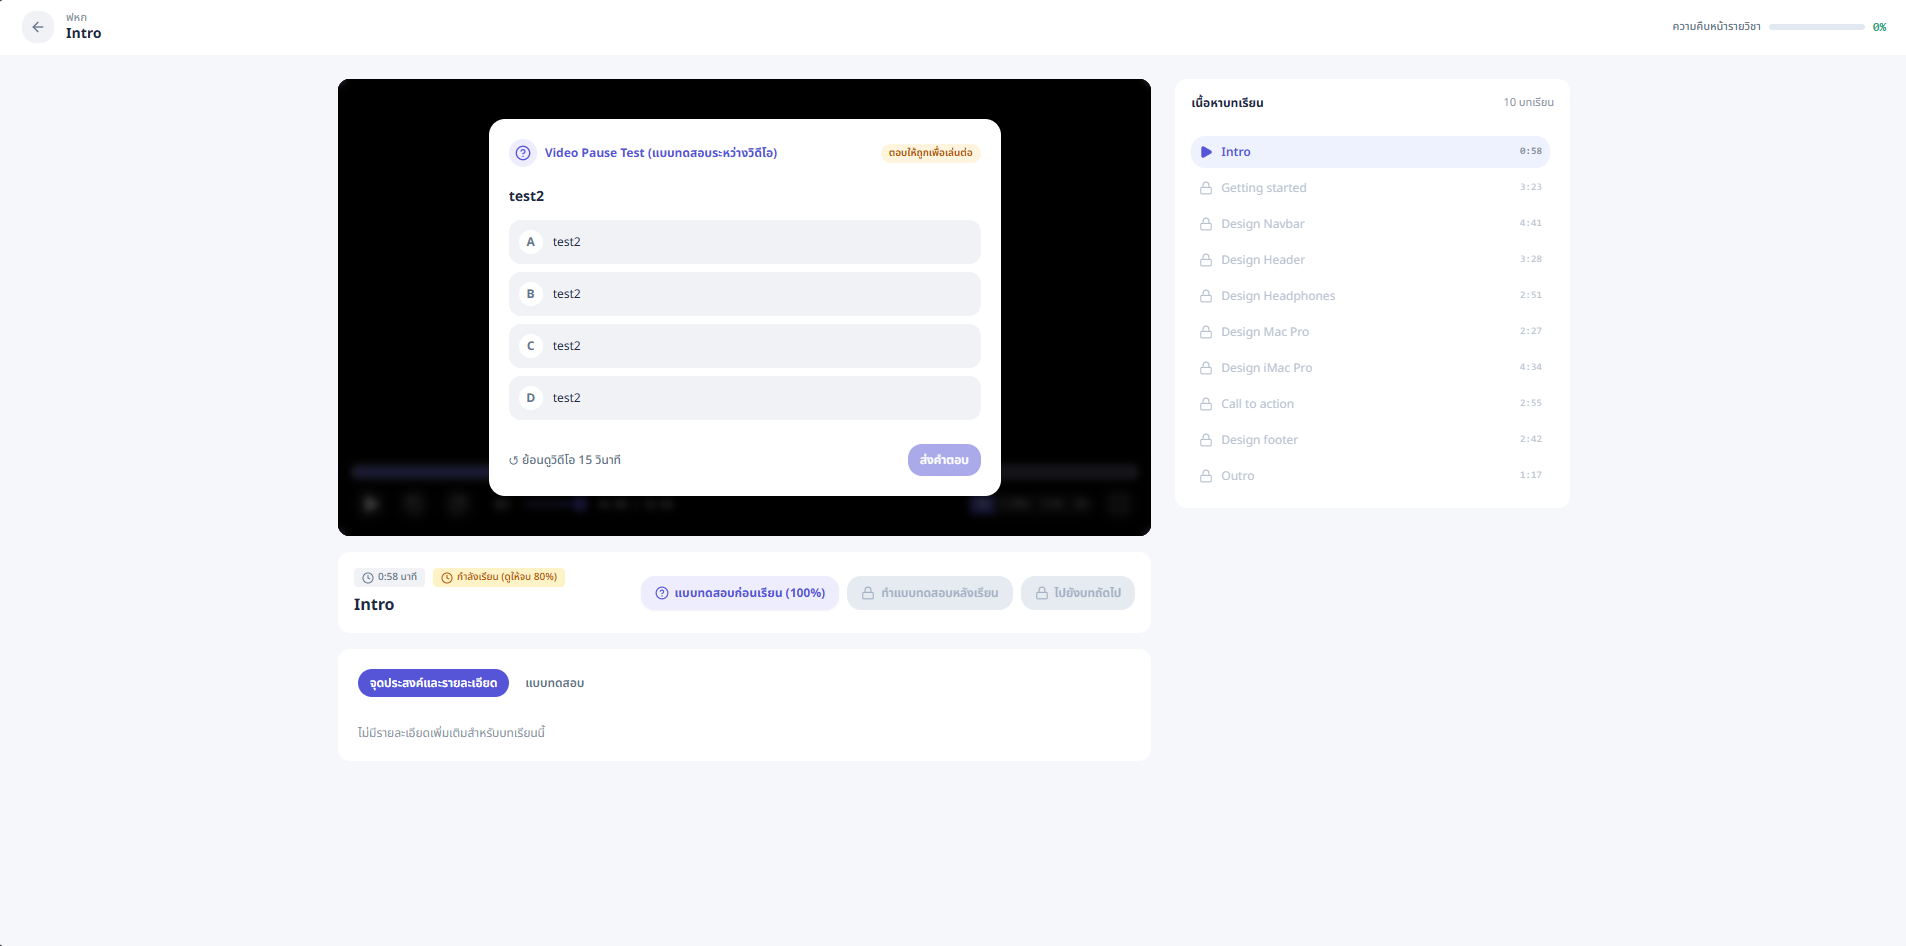 ฟหก
Intro
ความคืบหน้ารายวิชา 0%
Video Pause Test (แบบทดสอบระหว่างวิดีโอ) ตอบให้ถูกเพื่อเล่นต่อ
test2
A test2
B test2
C test2
D test2
↺ ย้อนดูวิดีโอ 15 วินาที ส่งคำตอบ
0:58 นาที กำลังเรียน (ดูให้จบ 80%)
Intro
แบบทดสอบก่อนเรียน (100%) ทำแบบทดสอบหลังเรียน ไปยังบทถัดไป
จุดประสงค์และรายละเอียด แบบทดสอบ
ไม่มีรายละเอียดเพิ่มเติมสำหรับบทเรียนนี้
เนื้อหาบทเรียน 10 บทเรียน
Intro 0:58
Getting started 3:23
Design Navbar 4:41
Design Header 3:28
Design Headphones 2:51
Design Mac Pro 2:27
Design iMac Pro 4:34
Call to action 2:55
Design footer 2:42
Outro 1:17